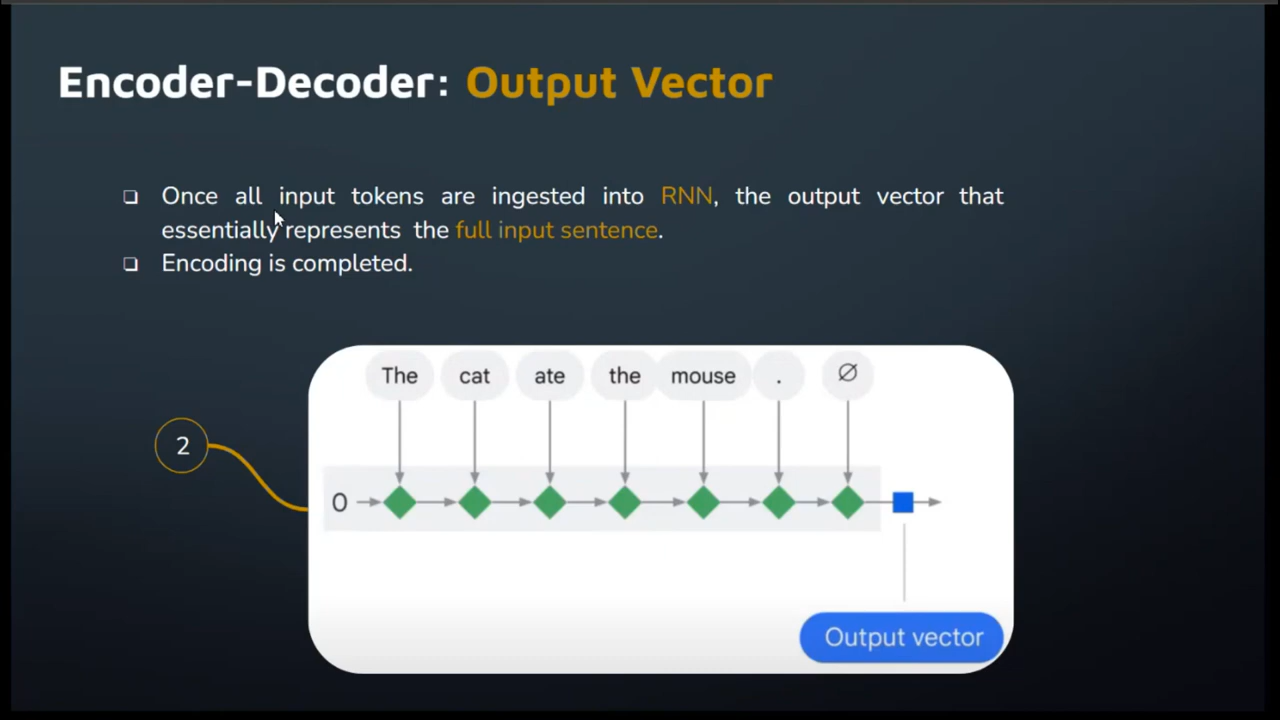 Encoder-Decoder: Output Vector
❏ Once all input tokens are ingested into RNN, the output vector that
essentially represents the full input sentence.
❏ Encoding is completed.
The cat ate the mouse . ∅
2
0
Output vector